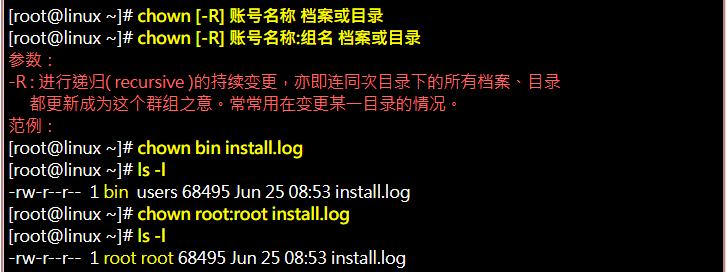 [root@linux ~]# chown [-R] 账号名称 档案或目录
[root@linux ~]# chown [-R] 账号名称:组名 档案或目录
参数：
-R : 进行递归( recursive )的持续变更，亦即连同次目录下的所有档案、目录
都更新成为这个群组之意。常常用在变更某一目录的情况。
范例：
[root@linux ~]# chown bin install.log
[root@linux ~]# ls -l
-rw-r--r-- 1 bin users 68495 Jun 25 08:53 install.log
[root@linux ~]# chown root:root install.log
[root@linux ~]# ls -l
-rw-r--r-- 1 root root 68495 Jun 25 08:53 install.log